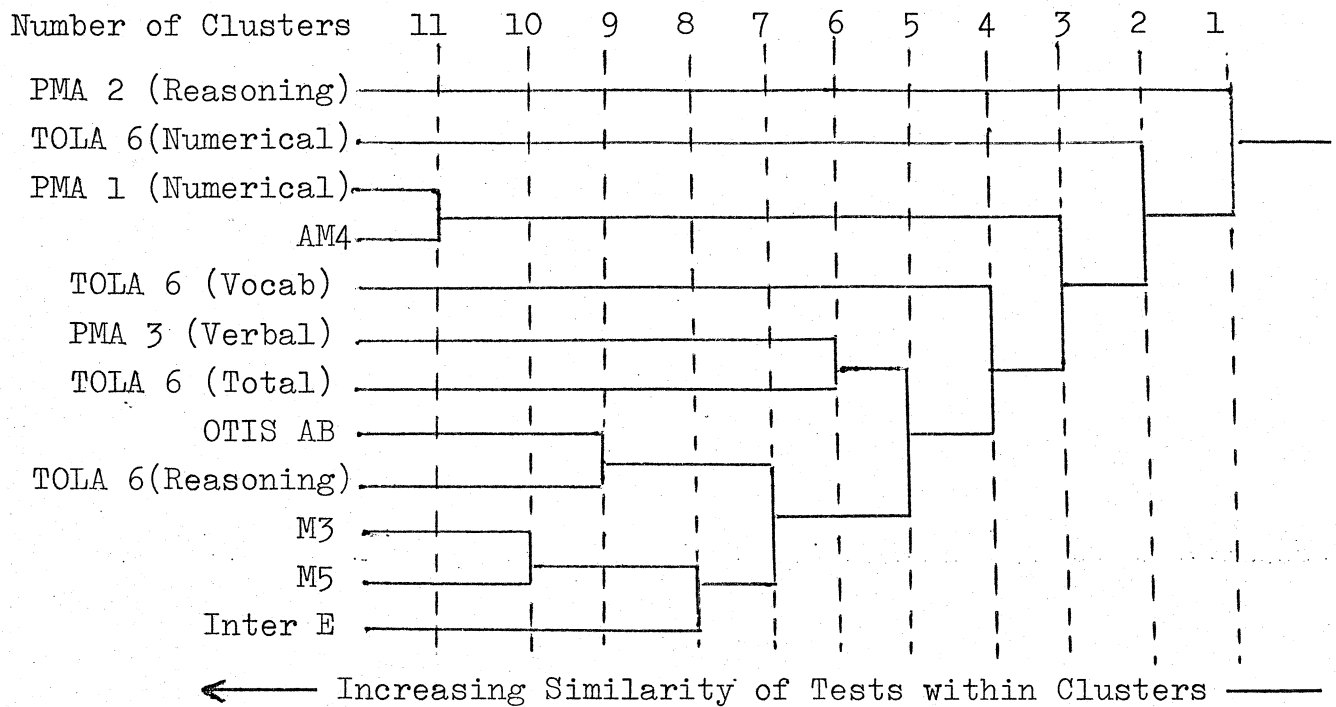 Number of Clusters 11 10 9 8 7 6 5 4 3 2 1
PMA 2 (Reasoning)
TOLA 6(Numerical)
PMA 1 (Numerical)
AM4
TOLA 6 (Vocab)
PMA 3 (Verbal)
TOLA 6 (Total)
OTIS AB
TOLA 6(Reasoning)
M3
M5
Inter E
Increasing Similarity of Tests within Clusters